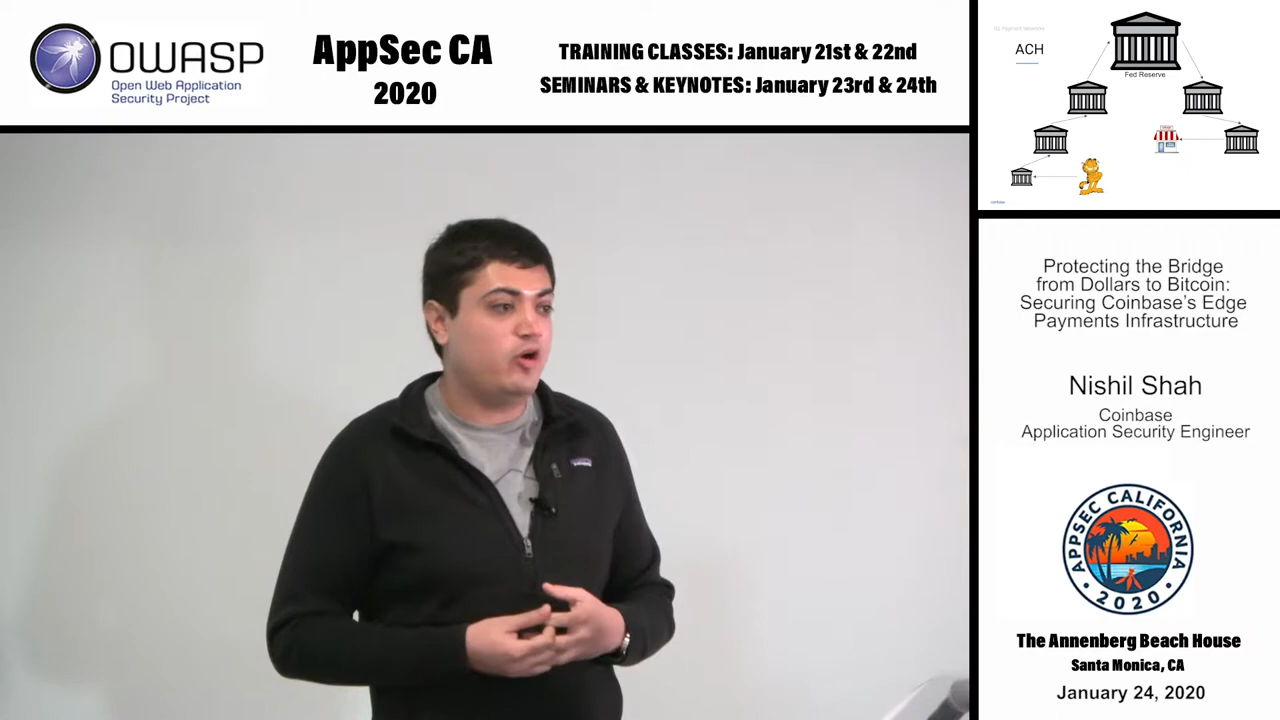 OWASP
Open Web Application
Security Project
AppSec CA
2020
TRAINING CLASSES: January 21st & 22nd
SEMINARS & KEYNOTES: January 23rd & 24th
ACH
Fed Reserve
Protecting the Bridge
from Dollars to Bitcoin:
Securing Coinbase's Edge
Payments Infrastructure
Nishil Shah
Coinbase
Application Security Engineer
APPSEC CALIFORNIA
2020
The Annenberg Beach House
Santa Monica, CA
January 24, 2020